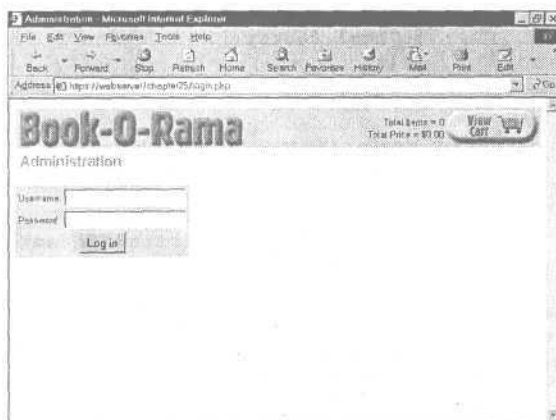 Administration - Microsoft Internet Explorer
File Edit View Favorites Tools Help
Back Forward Stop Refresh Home Search Favorites History Mail Print Edit
Address https://webserver/chapter25/login.php Go
Book-O-Rama
Total Items = 0
Total Price = $0.00
View Cart
Administration
Username
Password
Log in